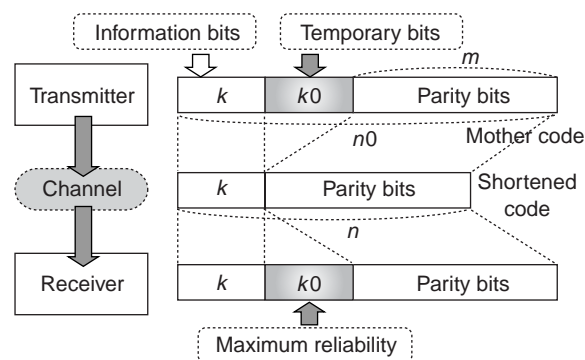 Information bits
Temporary bits
m
Transmitter
k
k0
Parity bits
n0
Mother code
Channel
k
Parity bits
Shortened
code
n
Receiver
k
k0
Parity bits
Maximum reliability